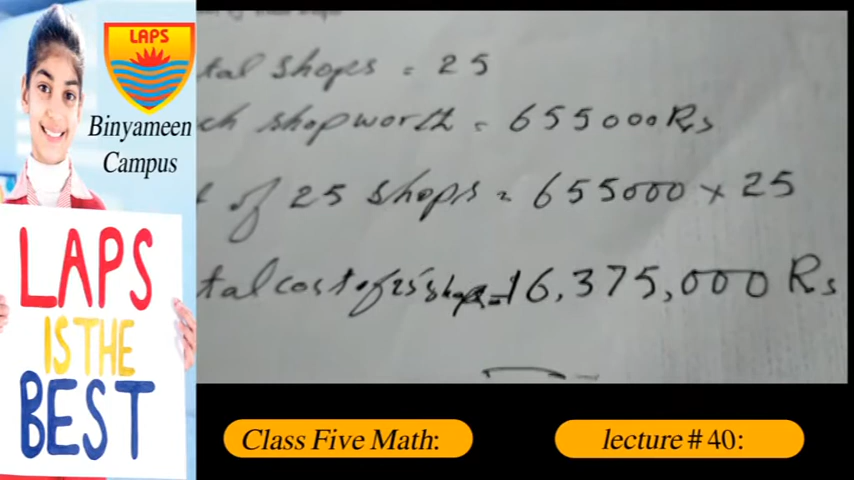 LAPS
Binyameen
Campus
LAPS
IS THE
BEST
tal shops = 25
ch shop worth = 655000 Rs
of 25 shops = 655000 x 25
tal cost of 25 shops = 16,375,000 Rs
Class Five Math:
lecture # 40: